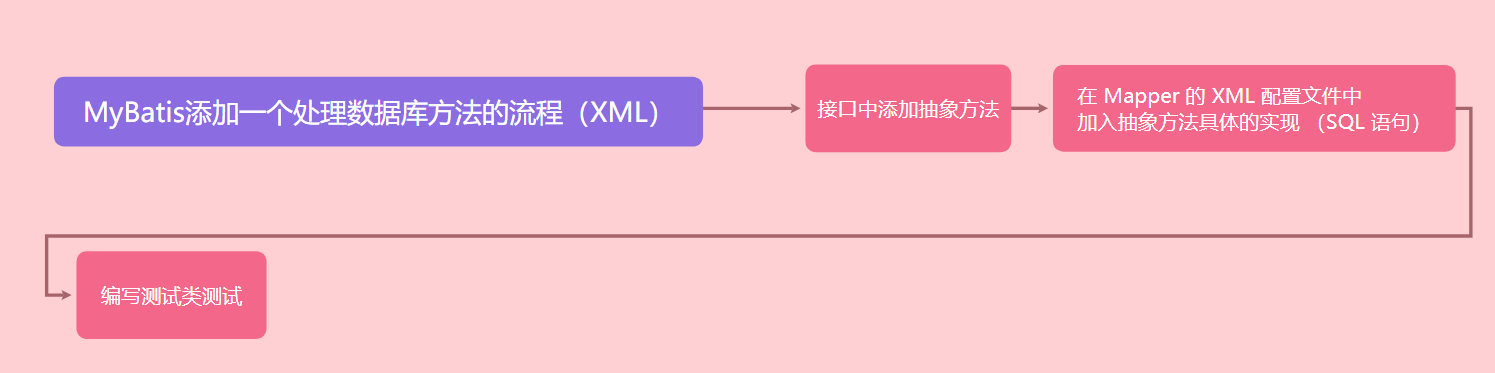 MyBatis添加一个处理数据库方法的流程（XML）
接口中添加抽象方法
在 Mapper 的 XML 配置文件中
加入抽象方法具体的实现 （SQL 语句）
编写测试类测试